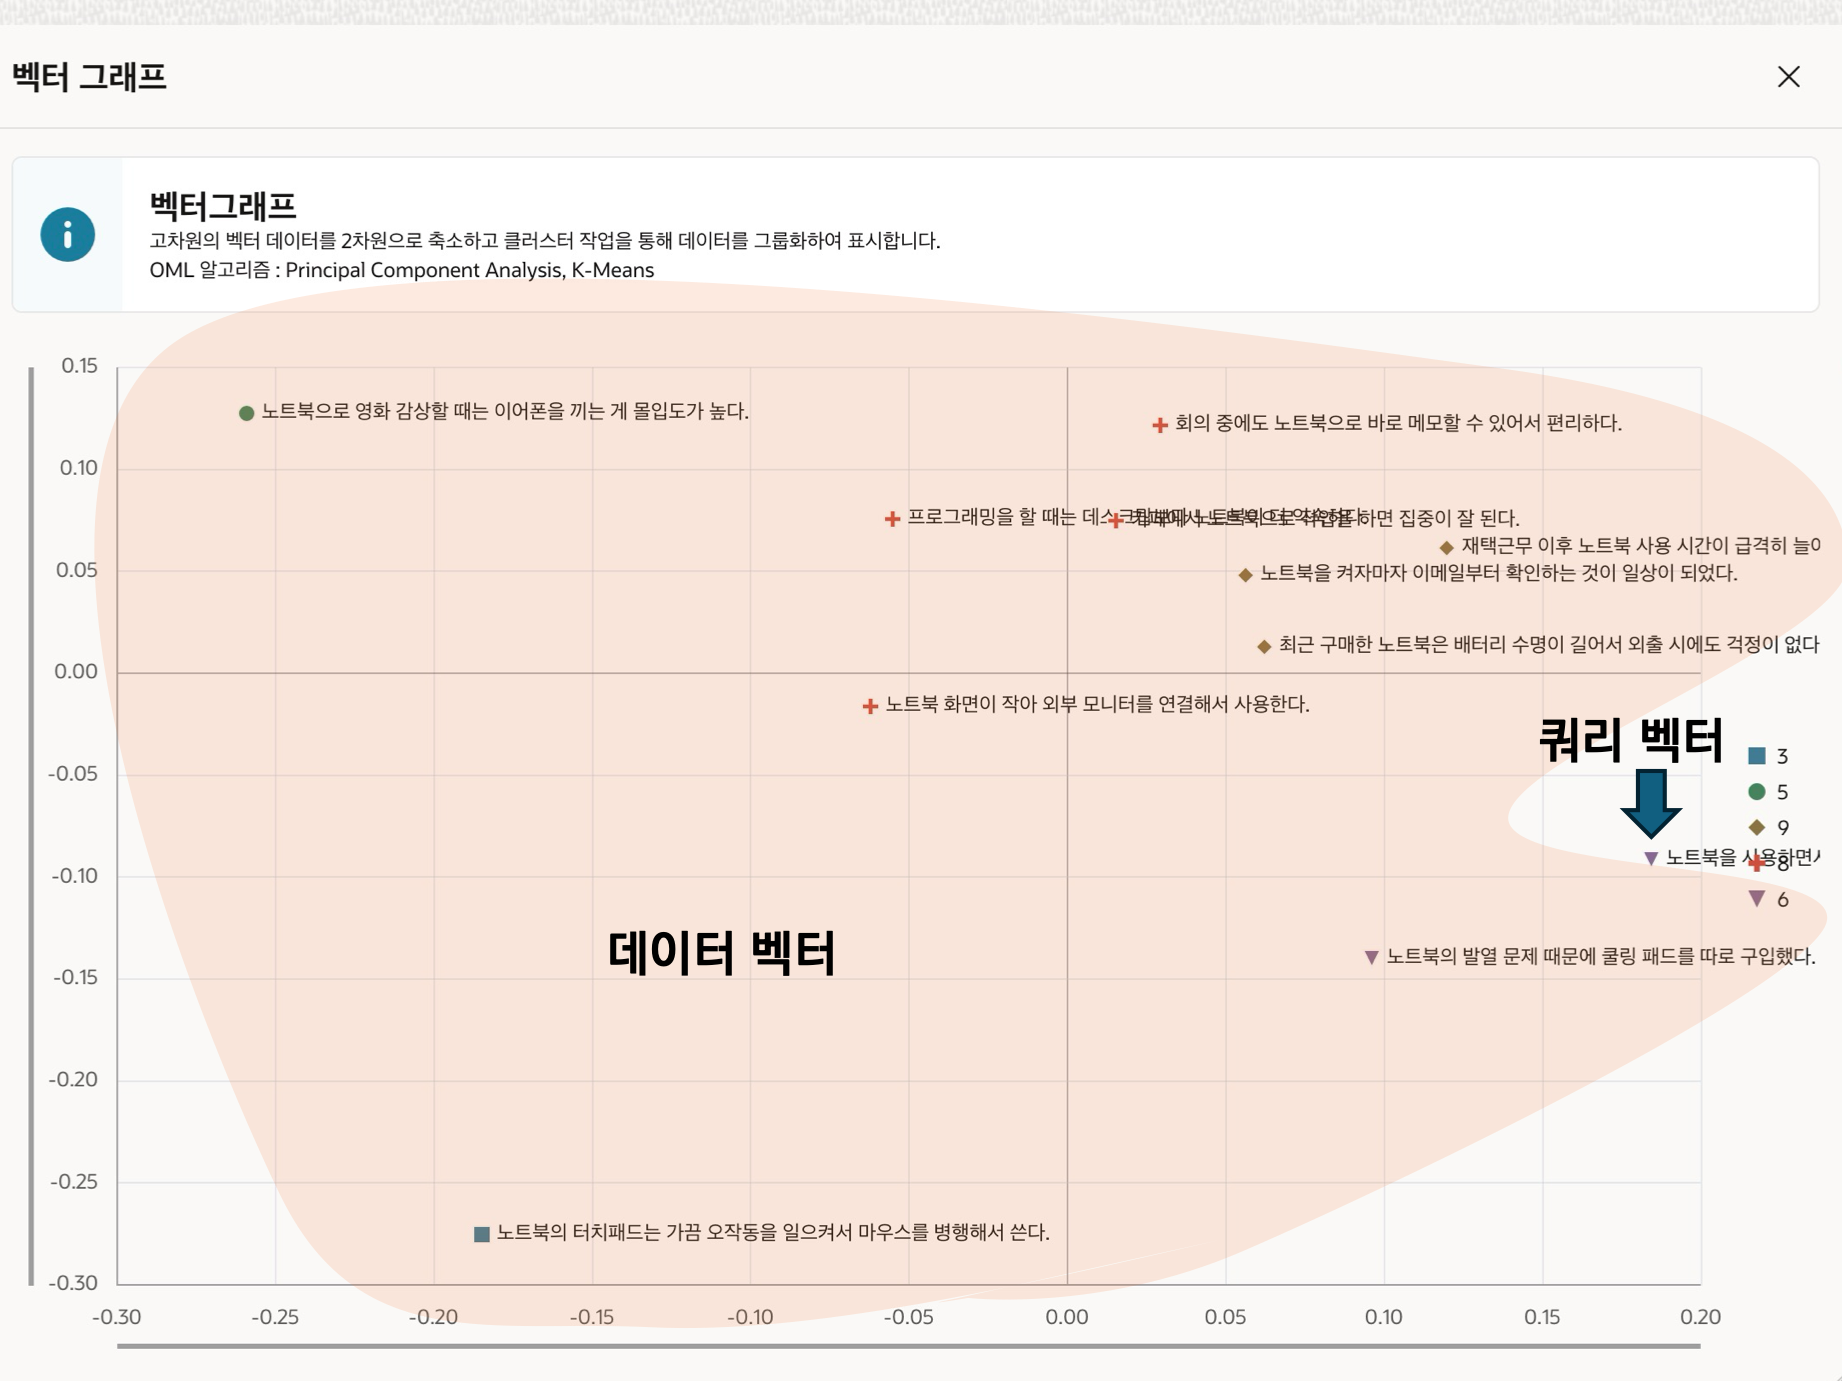 벡터 그래프
벡터그래프
고차원의 벡터 데이터를 2차원으로 축소하고 클러스터 작업을 통해 데이터를 그룹화하여 표시합니다.
OML 알고리즘 : Principal Component Analysis, K-Means
0.15
노트북으로 영화 감상할 때는 이어폰을 끼는 게 몰입도가 높다.
회의 중에도 노트북으로 바로 메모할 수 있어서 편리하다.
0.10
프로그래밍을 할 때는
하면 집중이 잘 된다.
재택근무 이후 노트북 사용 시간이 급격히
0.05
노트북을 켜자마자 이메일부터 확인하는 것이 일상이 되었다.
최근 구매한 노트북은 배터리 수명이 길어서 외출 시에도 걱정이 없다
0.00
노트북 화면이 작아 외부 모니터를 연결해서 사용한다.
쿼리 벡터
3
-0.05
5
9
노트북을 사용하면서
8
-0.10
6
데이터 벡터
노트북의 발열 문제 때문에 쿨링 패드를 따로 구입했다.
-0.15
-0.20
-0.25
노트북의 터치패드는 가끔 오작동을 일으켜서 마우스를 병행해서 쓴다.
-0.30
-0.30 -0.25 -0.20 -0.15 -0.10 -0.05 0.00 0.05 0.10 0.15 0.20